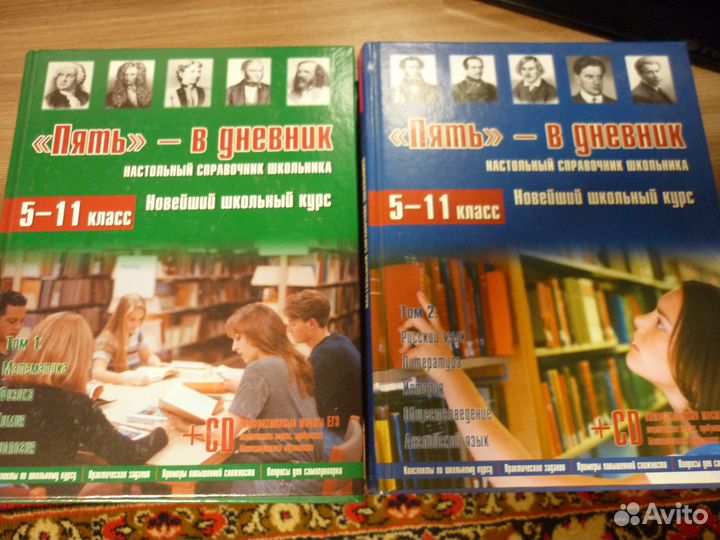 «Пять» – в дневник
настольный справочник школьника
5–11 класс
Новейший школьный курс
Том 1:
Математика
Физика
Химия
+CD
Конспекты по школьному курсу
Практические задания
Примеры повышенной сложности
Вопросы для самопроверки
«Пять» – в дневник
настольный справочник школьника
5–11 класс
Новейший школьный курс
Том 2:
Русский язык
Литература
История
Обществоведение
Английский язык
+CD
Конспекты по школьному курсу
Практические задания
Примеры повышенной сложности
Вопросы для
Avito